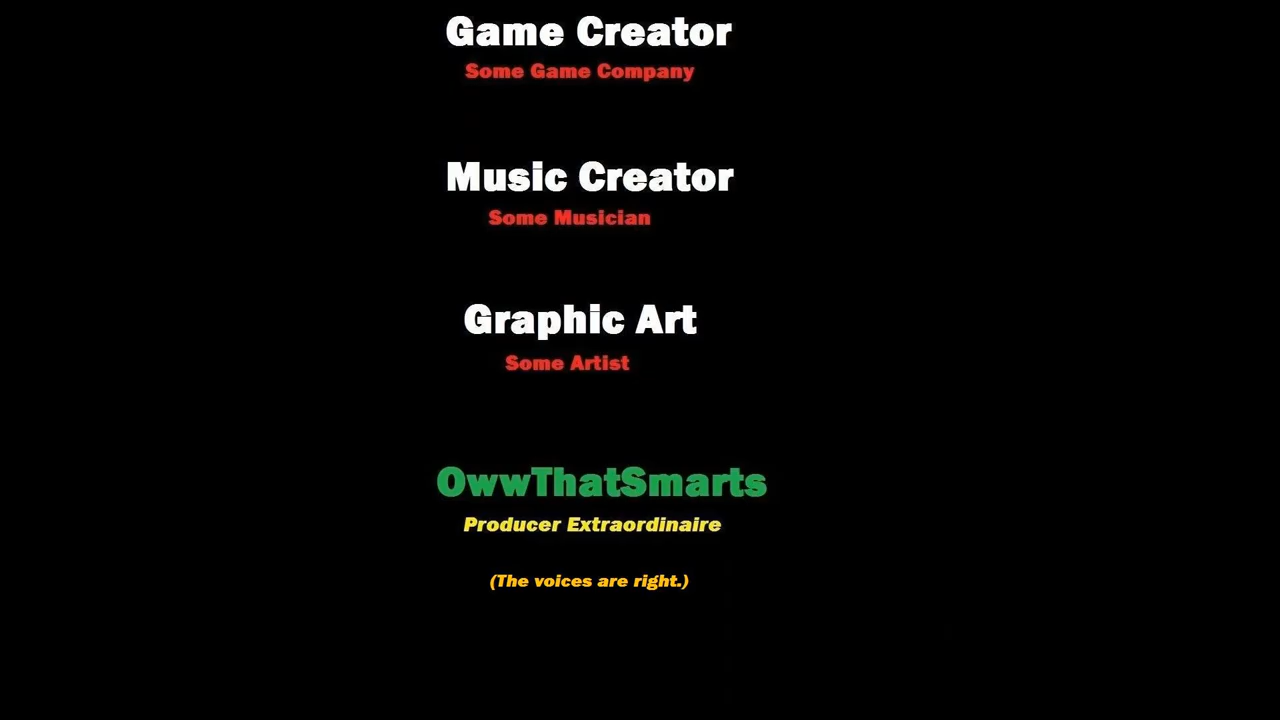 Game Creator
Some Game Company
Music Creator
Some Musician
Graphic Art
Some Artist
OwwThatSmarts
Producer Extraordinaire
(The voices are right.)